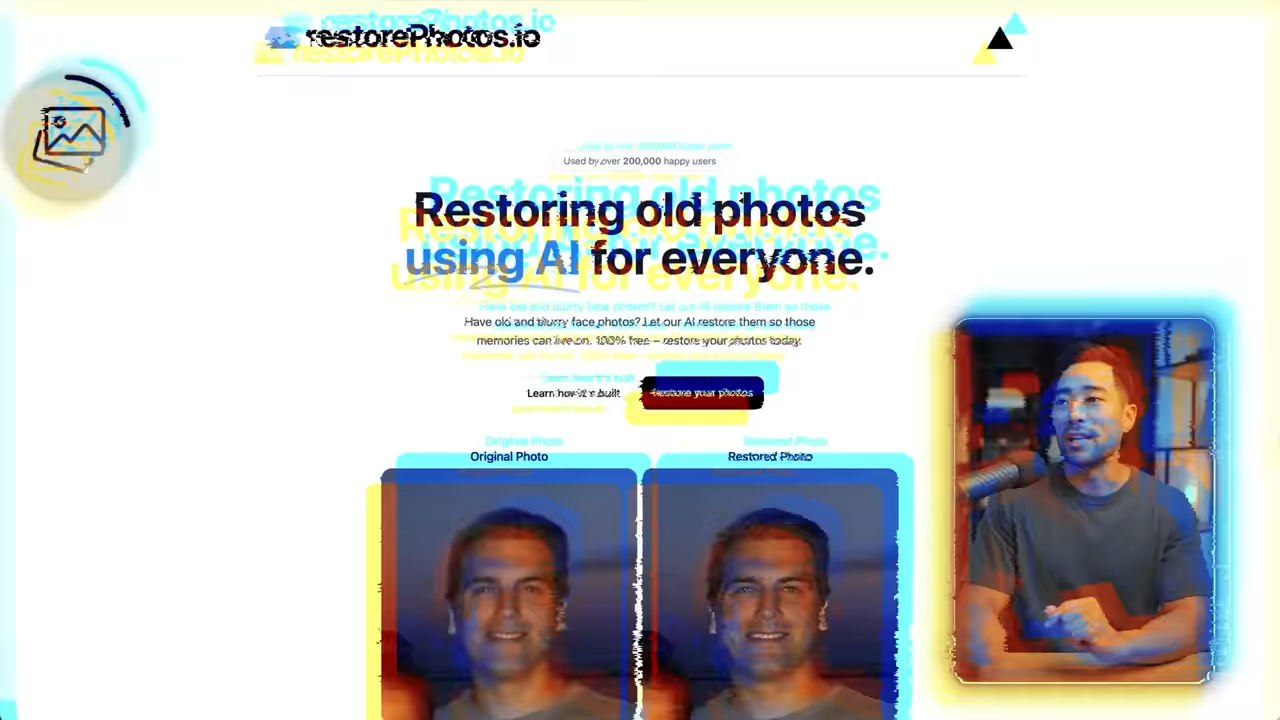 restorePhotos.io
Used by over 200,000 happy users
Restoring old photos
using AI for everyone.
Have old and blurry face photos? Let our AI restore them so those
memories can live on. 100% free – restore your photos today.
Learn how it's built
Restore your photos
Original Photo
Restored Photo